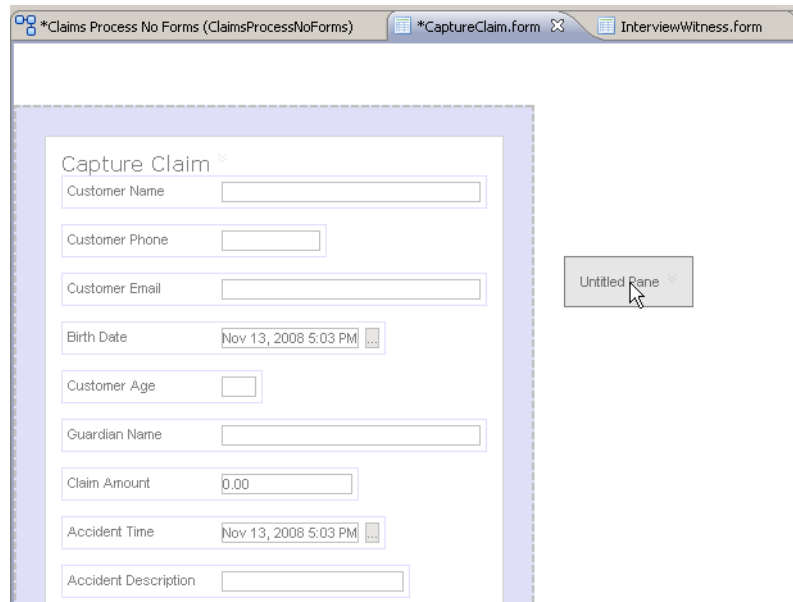 *Claims Process No Forms (ClaimsProcessNoForms) *CaptureClaim.form InterviewWitness.form
Capture Claim
Customer Name
Customer Phone
Untitled Pane
Customer Email
Birth Date Nov 13, 2008 5:03 PM ...
Customer Age
Guardian Name
Claim Amount 0.00
Accident Time Nov 13, 2008 5:03 PM ...
Accident Description